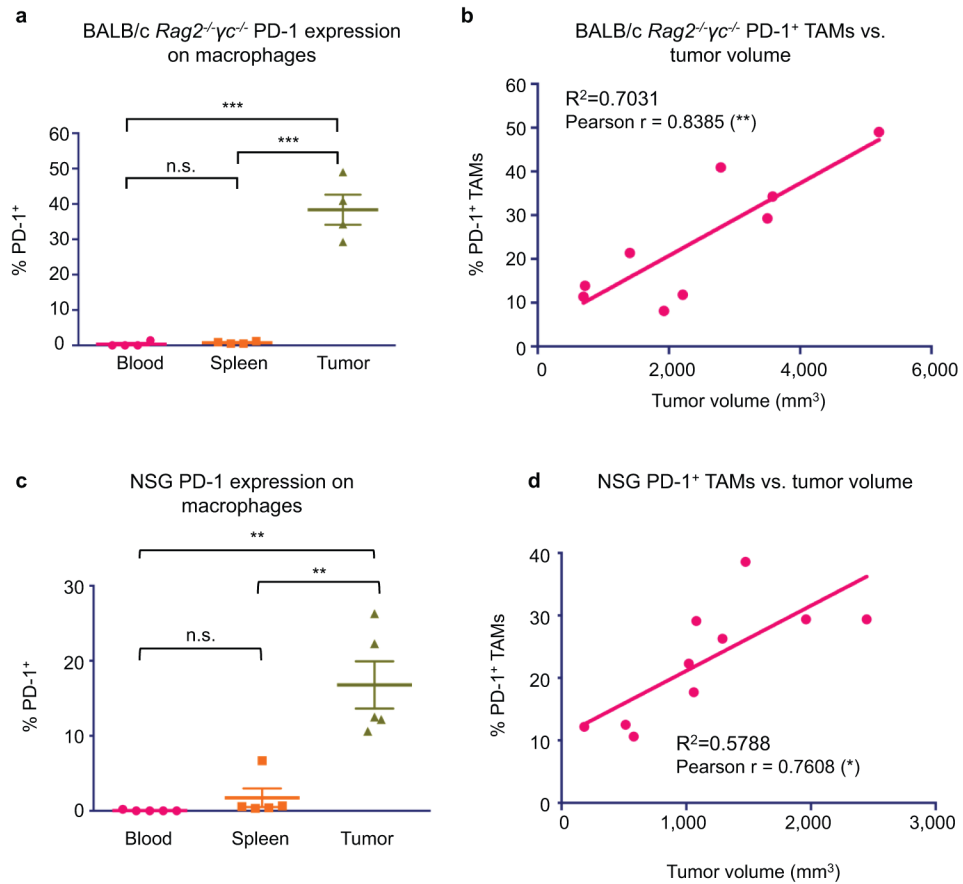 a
BALB/c Rag2-/-γc-/- PD-1 expression
on macrophages
***
***
n.s.
60
50
40
30
20
10
0
% PD-1+
Blood Spleen Tumor
b
BALB/c Rag2-/-γc-/- PD-1+ TAMs vs.
tumor volume
R2=0.7031
Pearson r = 0.8385 (**)
60
50
40
30
20
10
0
% PD-1+ TAMs
0 2,000 4,000 6,000
Tumor volume (mm3)
c
NSG PD-1 expression on
macrophages
**
**
n.s.
30
20
10
0
% PD-1+
Blood Spleen Tumor
d
NSG PD-1+ TAMs vs. tumor volume
40
30
20
10
0
% PD-1+ TAMs
R2=0.5788
Pearson r = 0.7608 (*)
0 1,000 2,000 3,000
Tumor volume (mm3)